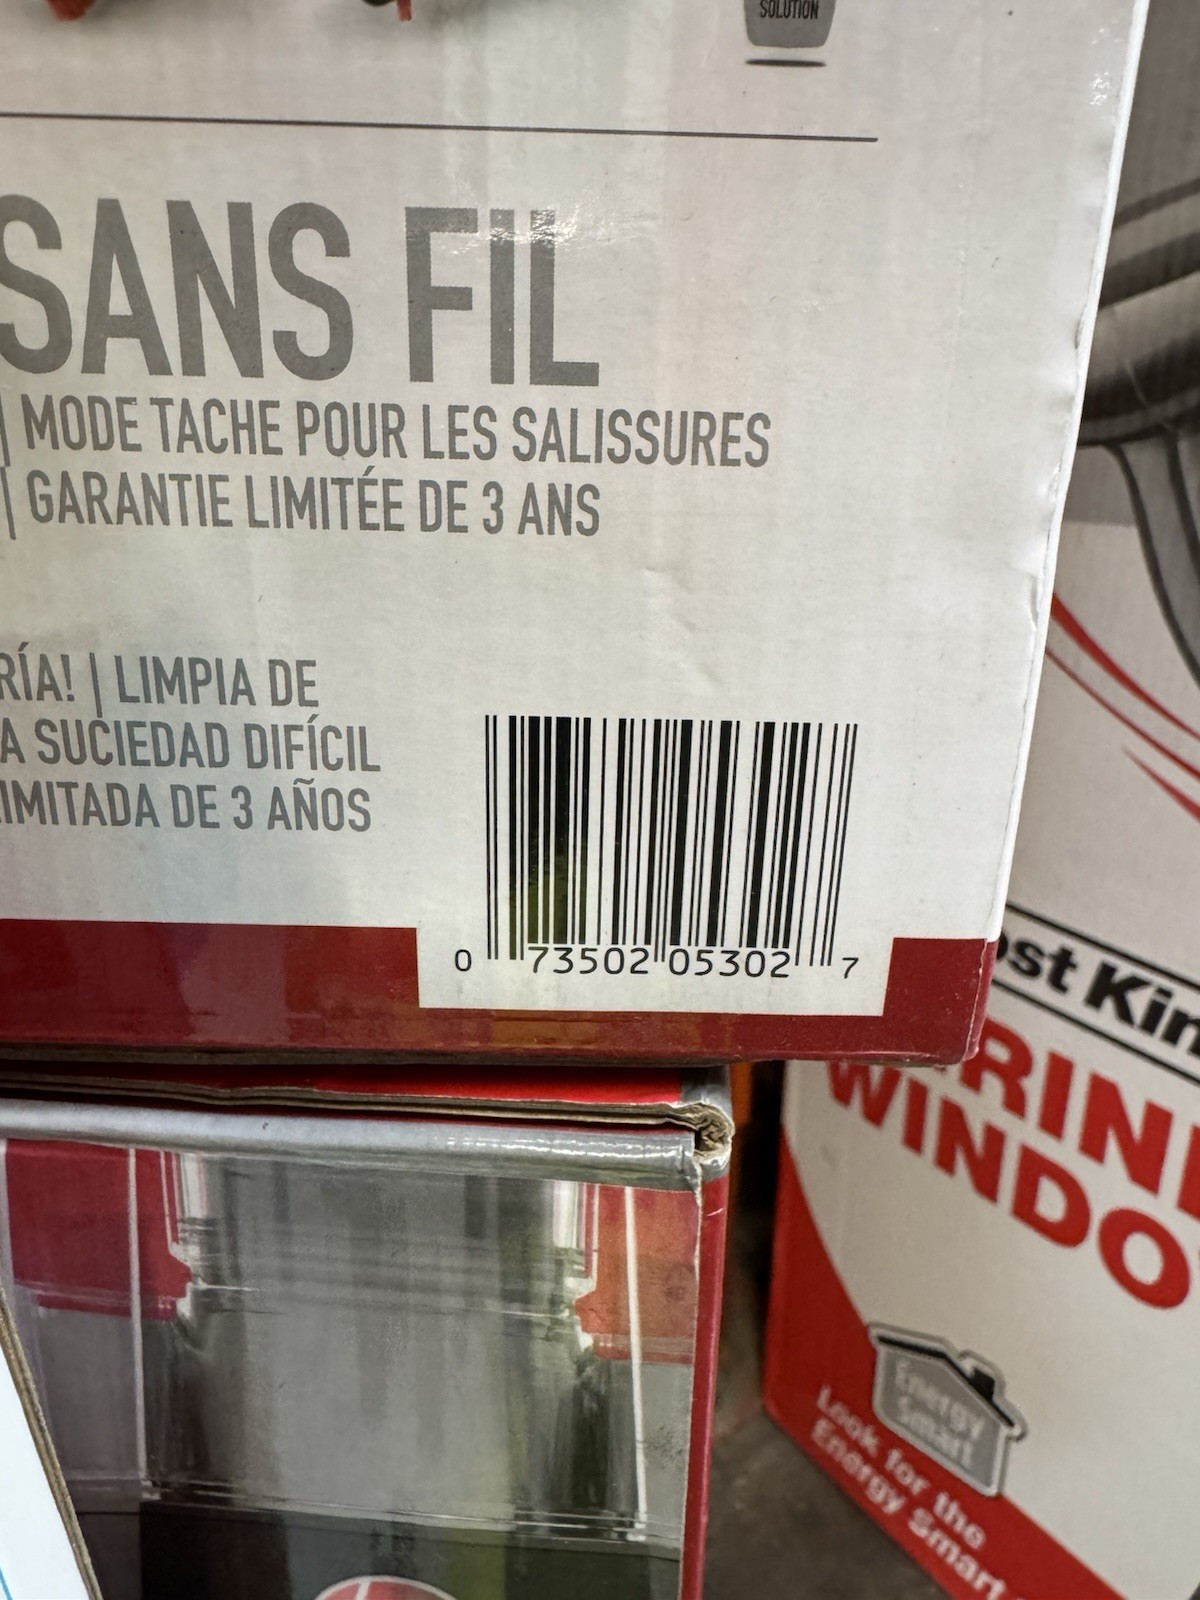 SOLUTION
SANS FIL
| MODE TACHE POUR LES SALISSURES
| GARANTIE LIMITÉE DE 3 ANS
RÍA! | LIMPIA DE
A SUCIEDAD DIFÍCIL
IMITADA DE 3 AÑOS
0 73502 05302 7
ost Kin
RIN
WINDO
Energy
Smart
Look for the
Energy Smart